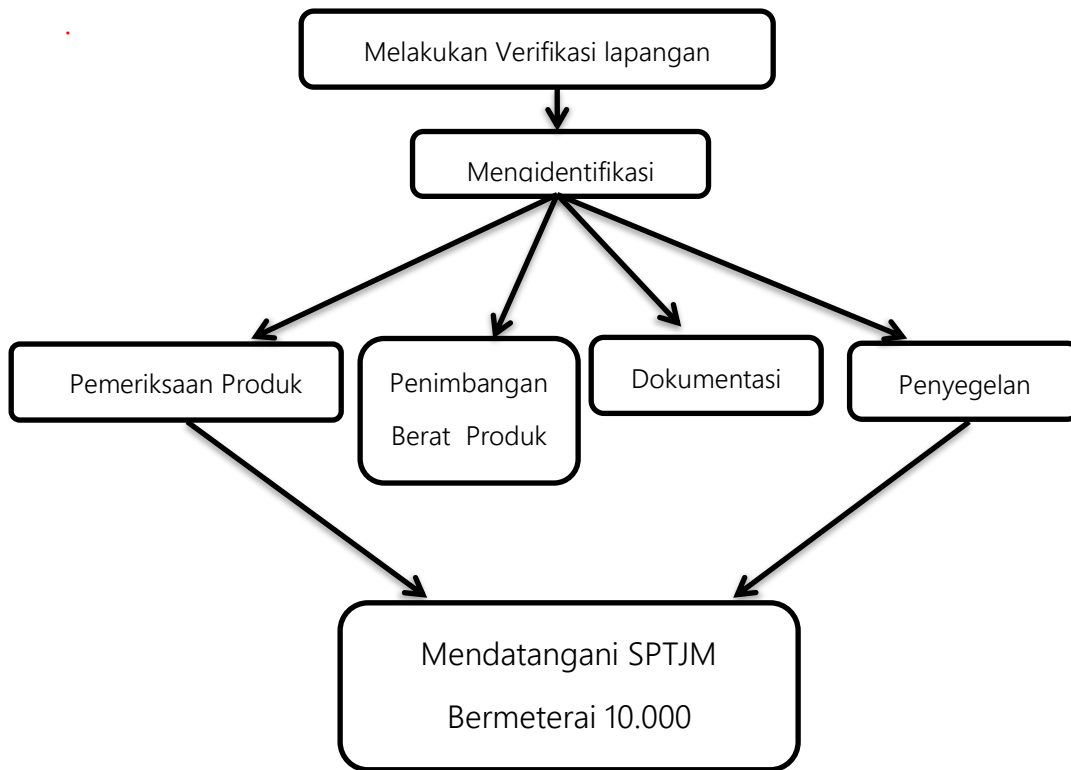 Melakukan Verifikasi lapangan
Mengidentifikasi
Pemeriksaan Produk
Penimbangan
Berat Produk
Dokumentasi
Penyegelan
Mendatangani SPTJM
Bermeterai 10.000